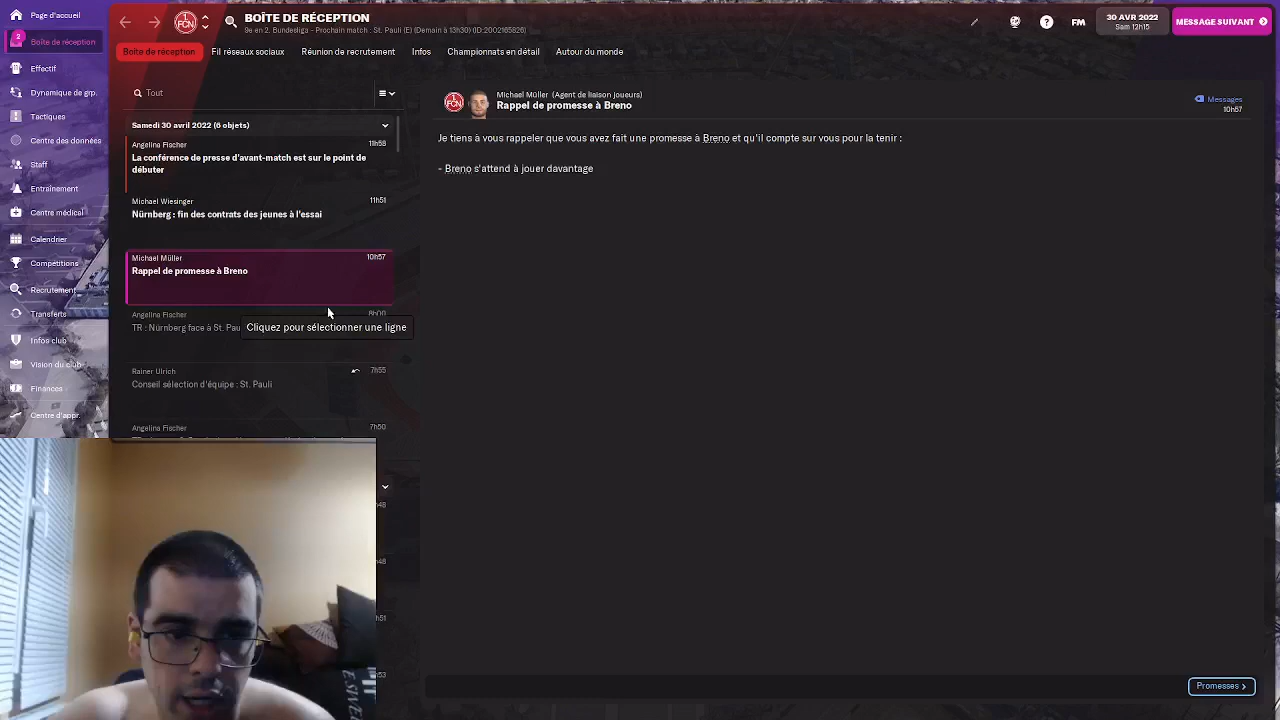 Page d'accueil
BOÎTE DE RÉCEPTION
9e en 2. Bundesliga - Prochain match : St. Pauli (E) (Demain à 13h30) (ID:2002165826)
FM
30 AVR 2022
Sam 12h15
MESSAGE SUIVANT
2
Boîte de réception
Effectif
Dynamique de grp.
Tactiques
Centre des données
Staff
Entraînement
Centre médical
Calendrier
Compétitions
Recrutement
Transferts
Infos club
Vision du club
Finances
Centre d'appr.
Boîte de réception
Fil réseaux sociaux
Réunion de recrutement
Infos
Championnats en détail
Autour du monde
Tout
Samedi 30 avril 2022 (6 objets)
Angelina Fischer 11h58
La conférence de presse d'avant-match est sur le point de
débuter
Michael Wiesinger 11h51
Nürnberg : fin des contrats des jeunes à l'essai
Michael Müller 10h57
Rappel de promesse à Breno
Angelina Fischer 8h00
TR : Nürnberg face à St. Pau
Cliquez pour sélectionner une ligne
Rainer Ulrich 7h55
Conseil sélection d'équipe : St. Pauli
Angelina Fischer 7h50
Michael Müller (Agent de liaison joueurs)
Rappel de promesse à Breno
Messages
10h57
Je tiens à vous rappeler que vous avez fait une promesse à Breno et qu'il compte sur vous pour la tenir :
- Breno s'attend à jouer davantage
Promesses